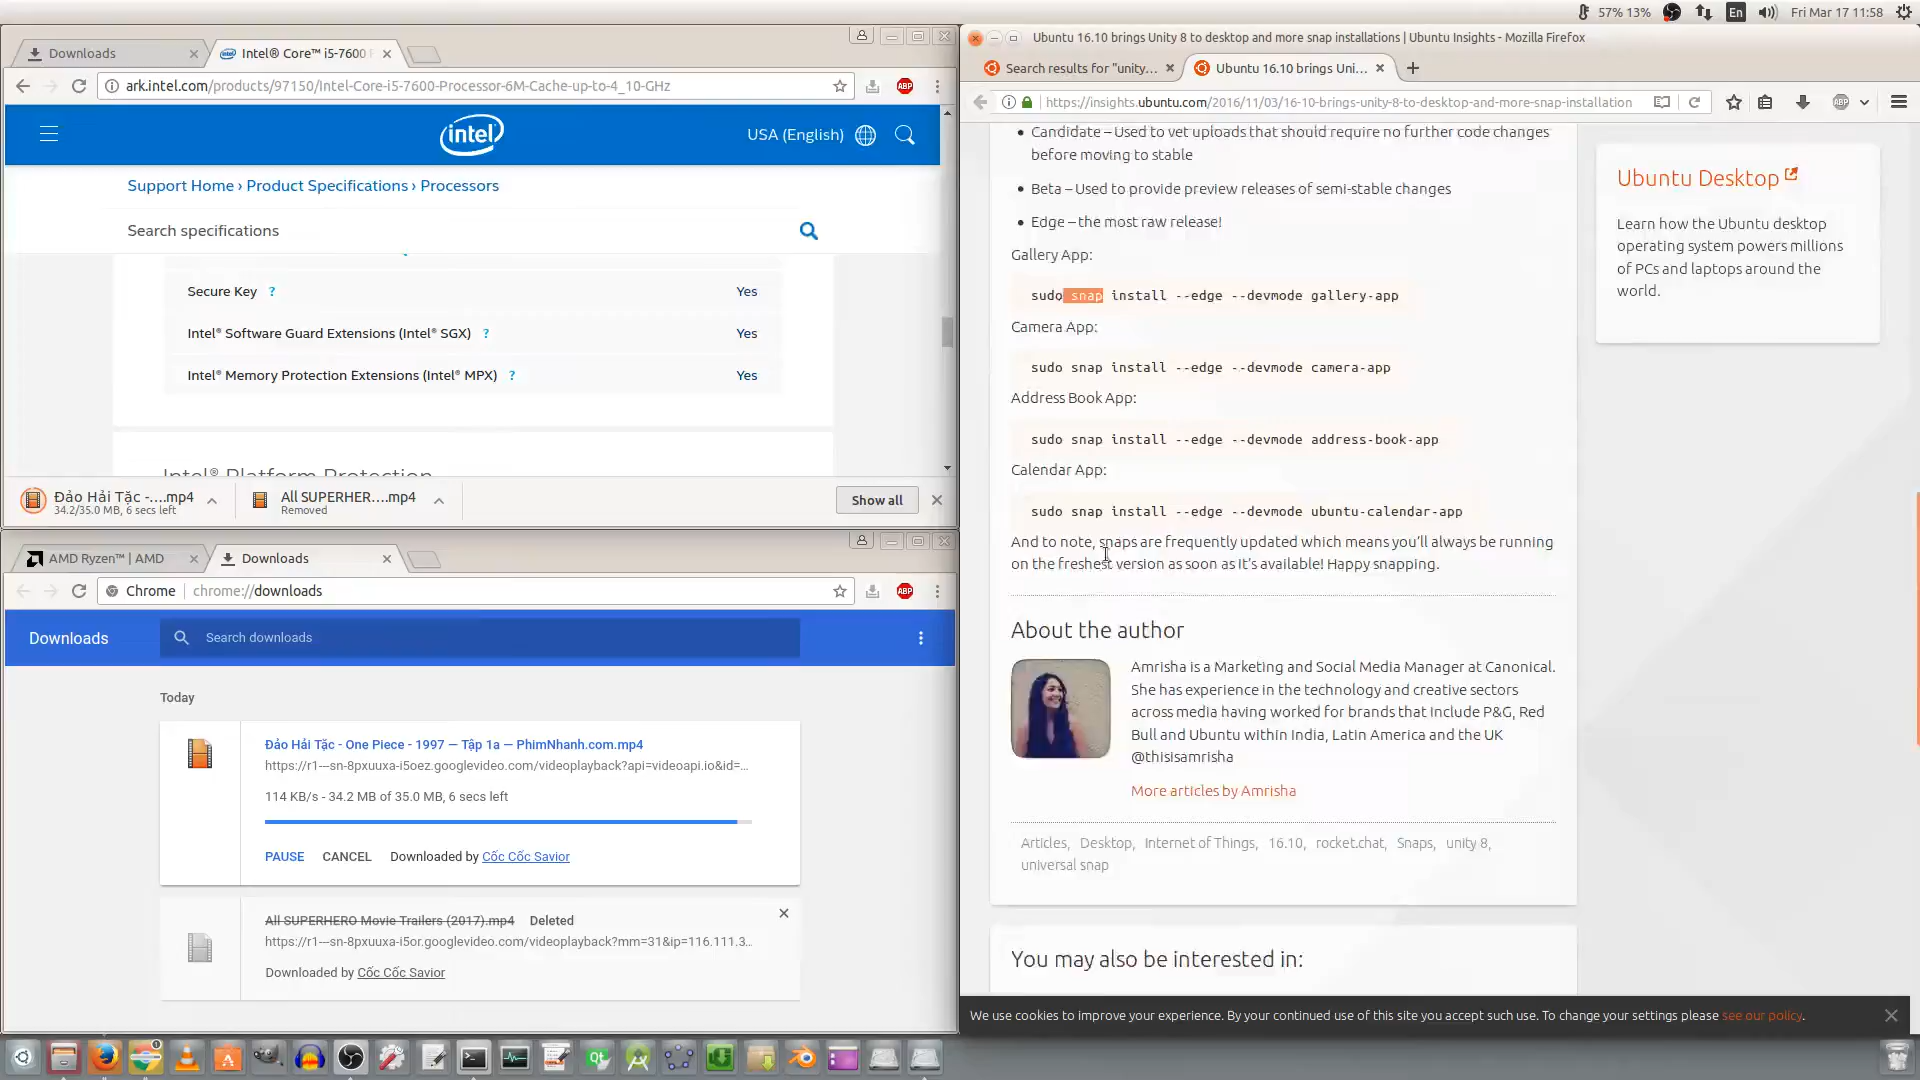 57% 13%
En
Fri Mar 17 11:58
Downloads
Intel® Core™ i5-7600 P
ark.intel.com/products/97150/Intel-Core-i5-7600-Processor-6M-Cache-up-to-4_10-GHz
ABP
intel
USA (English)
Support Home › Product Specifications › Processors
Search specifications
Secure Key ? Yes
Intel® Software Guard Extensions (Intel® SGX) ? Yes
Intel® Memory Protection Extensions (Intel® MPX) ? Yes
Intel® Platform Protection
Đảo Hải Tặc -....mp4
34.2/35.0 MB, 6 secs left
All SUPERHER....mp4
Removed
Show all
AMD Ryzen™ | AMD
Downloads
Chrome
chrome://downloads
ABP
Downloads
Search downloads
Today
Đảo Hải Tặc - One Piece - 1997 — Tập 1a — PhimNhanh.com.mp4
https://r1---sn-8pxuuxa-i5oez.googlevideo.com/videoplayback?api=videoapi.io&id=...
114 KB/s - 34.2 MB of 35.0 MB, 6 secs left
PAUSE CANCEL Downloaded by Cốc Cốc Savior
All SUPERHERO Movie Trailers (2017).mp4 Deleted
https://r1---sn-8pxuuxa-i5or.googlevideo.com/videoplayback?mm=31&ip=116.111.3...
Downloaded by Cốc Cốc Savior
Ubuntu 16.10 brings Unity 8 to desktop and more snap installations | Ubuntu Insights - Mozilla Firefox
Search results for "unity...
Ubuntu 16.10 brings Uni...
https://insights.ubuntu.com/2016/11/03/16-10-brings-unity-8-to-desktop-and-more-snap-installation
ABP
Candidate – Used to vet uploads that should require no further code changes
before moving to stable
Beta – Used to provide preview releases of semi-stable changes
Edge – the most raw release!
Gallery App:
sudo snap install --edge --devmode gallery-app
Camera App:
sudo snap install --edge --devmode camera-app
Address Book App:
sudo snap install --edge --devmode address-book-app
Calendar App:
sudo snap install --edge --devmode ubuntu-calendar-app
And to note, snaps are frequently updated which means you'll always be running
on the freshest version as soon as it's available! Happy snapping.
About the author
Amrisha is a Marketing and Social Media Manager at Canonical.
She has experience in the technology and creative sectors
across media having worked for brands that include P&G, Red
Bull and Ubuntu within India, Latin America and the UK
@thisisamrisha
More articles by Amrisha
Articles, Desktop, Internet of Things, 16.10, rocket.chat, Snaps, unity 8,
universal snap
You may also be interested in:
Ubuntu Desktop
Learn how the Ubuntu desktop
operating system powers millions
of PCs and laptops around the
world.
We use cookies to improve your experience. By your continued use of this site you accept such use. To change your settings please see our policy.